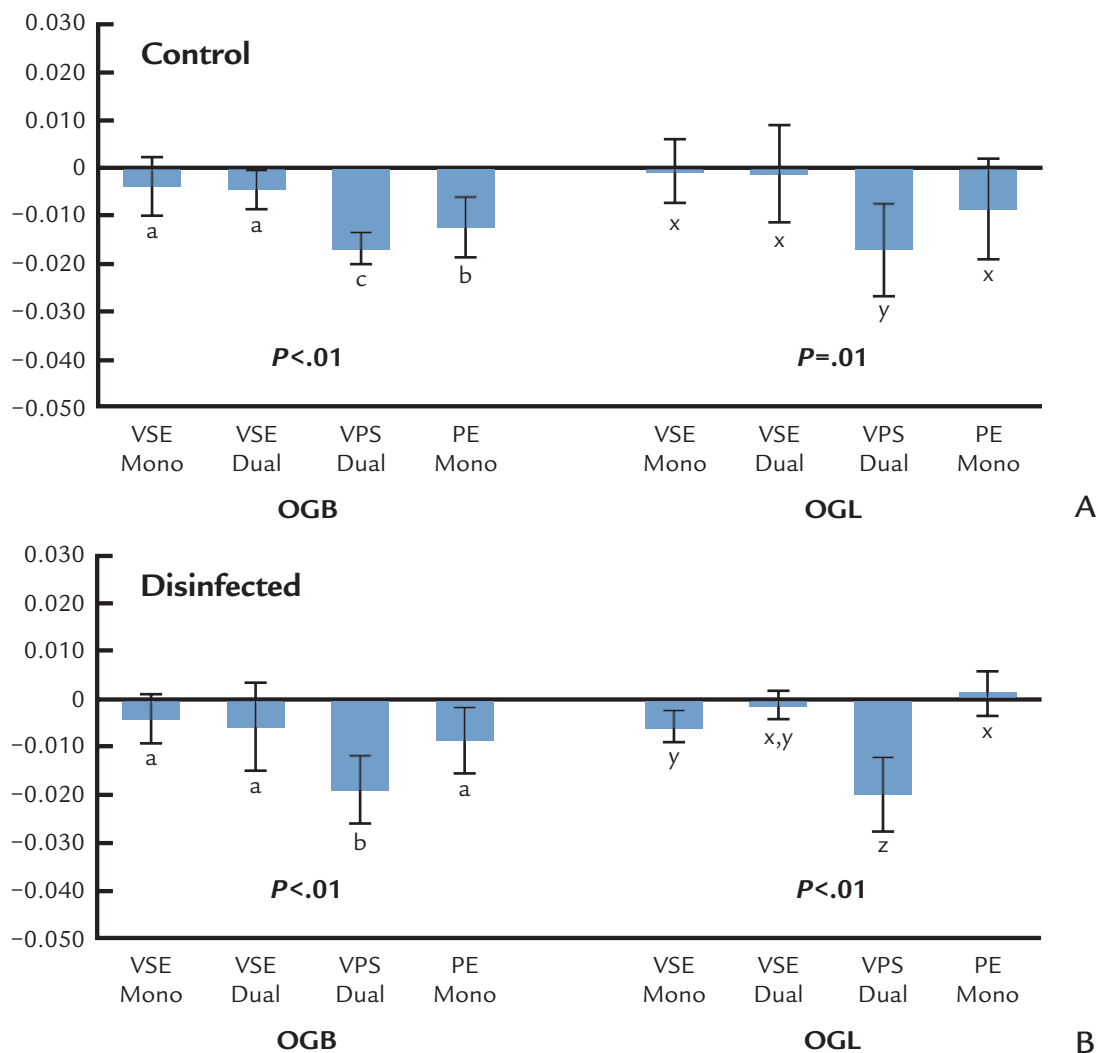 0.030
Control
0.020
0.010
0
−0.010
−0.020
−0.030
−0.040
−0.050
a
a
c
b
x
x
y
x
P<.01
P=.01
VSE Mono
VSE Dual
VPS Dual
PE Mono
VSE Mono
VSE Dual
VPS Dual
PE Mono
OGB
OGL
A
0.030
Disinfected
0.020
0.010
0
−0.010
−0.020
−0.030
−0.040
−0.050
a
a
b
a
y
x,y
z
x
P<.01
P<.01
VSE Mono
VSE Dual
VPS Dual
PE Mono
VSE Mono
VSE Dual
VPS Dual
PE Mono
OGB
OGL
B